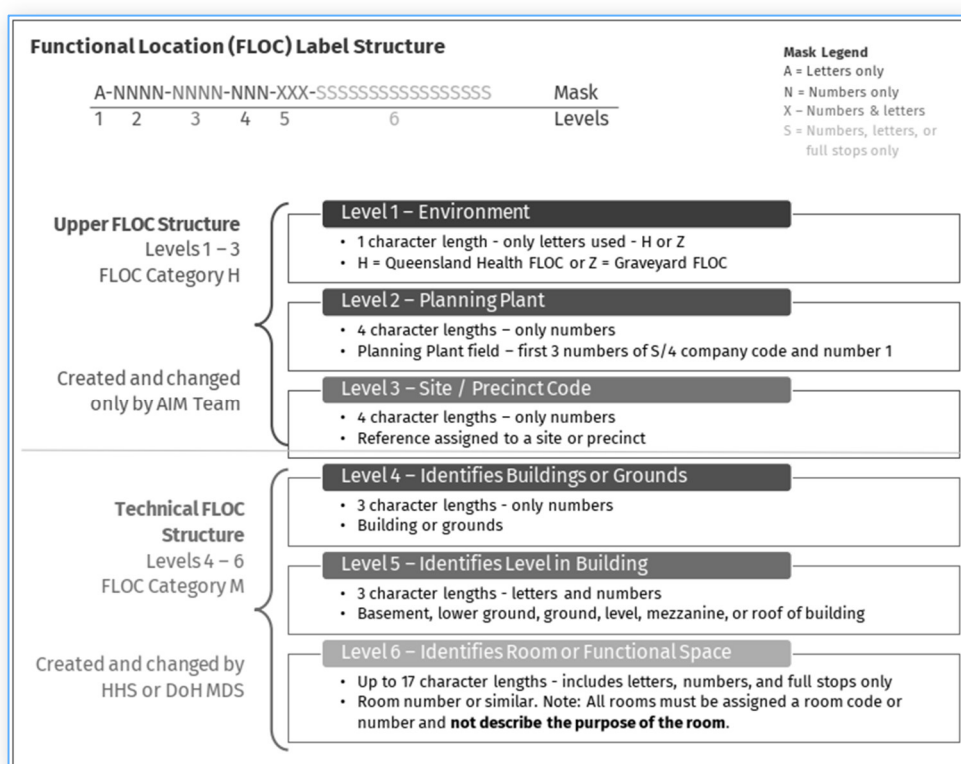 Functional Location (FLOC) Label Structure
A-NNNN-NNNN-NNN-XXX-SSSSSSSSSSSSSSSSS Mask
1 2 3 4 5 6 Levels
Mask Legend
A = Letters only
N = Numbers only
X – Numbers & letters
S = Numbers, letters, or
full stops only
Upper FLOC Structure
Levels 1 – 3
FLOC Category H
Created and changed
only by AIM Team
Level 1 – Environment
• 1 character length - only letters used - H or Z
• H = Queensland Health FLOC or Z = Graveyard FLOC
Level 2 – Planning Plant
• 4 character lengths – only numbers
• Planning Plant field – first 3 numbers of S/4 company code and number 1
Level 3 – Site / Precinct Code
• 4 character lengths – only numbers
• Reference assigned to a site or precinct
Technical FLOC
Structure
Levels 4 – 6
FLOC Category M
Created and changed by
HHS or DoH MDS
Level 4 – Identifies Buildings or Grounds
• 3 character lengths - only numbers
• Building or grounds
Level 5 – Identifies Level in Building
• 3 character lengths - letters and numbers
• Basement, lower ground, ground, level, mezzanine, or roof of building
Level 6 – Identifies Room or Functional Space
• Up to 17 character lengths - includes letters, numbers, and full stops only
• Room number or similar. Note: All rooms must be assigned a room code or
number and not describe the purpose of the room.